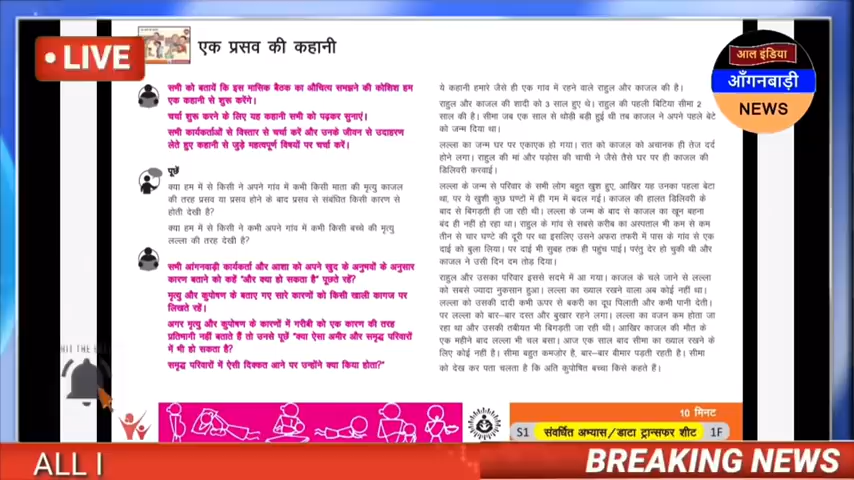 LIVE
एक प्रसव की कहानी
आल इंडिया
आँगनबाड़ी
NEWS
सभी को बतायें कि इस मासिक बैठक का औचित्य समझने की कोशिश हम
एक कहानी से शुरू करेंगे।
चर्चा शुरू करने के लिए यह कहानी सभी को पढ़कर सुनाएं।
सभी कार्यकर्ताओं से विस्तार से चर्चा करें और उनके जीवन से उदाहरण
लेते हुए कहानी से जुड़े महत्वपूर्ण विषयों पर चर्चा करें।
पूछें
क्या हम में से किसी ने अपने गांव में कभी किसी माता की मृत्यु काजल
की तरह प्रसव या प्रसव होने के बाद प्रसव से संबंधित किसी कारण से
होती देखी है?
क्या हम में से किसी ने कभी अपने गांव में कभी किसी बच्चे की मृत्यु
लल्ला की तरह देखी है?
सभी आंगनवाड़ी कार्यकर्ता और आशा को अपने खुद के अनुभवों के अनुसार
कारण बताने को कहें "और क्या हो सकता है" पूछते रहें?
मृत्यु और कुपोषण के बताए गए सारे कारणों को किसी खाली कागज पर
लिखते रहें।
अगर मृत्यु और कुपोषण के कारणों में गरीबी को एक कारण की तरह
प्रतिभागी नहीं बताते हैं तो उनसे पूछें "क्या ऐसा अमीर और समृद्ध परिवारों
में भी हो सकता है?
समृद्ध परिवारों में ऐसी दिक्कत आने पर उन्होंने क्या किया होता?"
ये कहानी हमारे जैसे ही एक गांव में रहने वाले राहुल और काजल की है।
राहुल और काजल की शादी को 3 साल हुए थे। राहुल की पहली बिटिया सीमा 2
साल की है। सीमा जब एक साल से थोड़ी बड़ी हुई थी तब काजल ने अपने पहले बेटे
को जन्म दिया था।
लल्ला का जन्म घर पर एकाएक हो गया। रात को काजल को अचानक ही तेज दर्द
होने लगा। राहुल की मां और पड़ोस की चाची ने जैसे तैसे घर पर ही काजल की
डिलिवरी करवाई।
लल्ला के जन्म से परिवार के सभी लोग बहुत खुश हुए, आखिर यह उनका पहला बेटा
था, पर ये खुशी कुछ घण्टों में ही गम में बदल गई। काजल की हालत डिलिवरी के
बाद से बिगड़ती ही जा रही थी। लल्ला के जन्म के बाद से काजल का खून बहना
बंद ही नहीं हो रहा था। राहुल के गांव से सबसे करीब का अस्पताल भी कम से कम
तीन से चार घण्टे की दूरी पर था इसलिए उसने अफरा तफरी में पास के गांव से एक
दाई को बुला लिया। पर दाई भी सुबह तक ही पहुंच पाई। परंतु देर हो चुकी थी और
काजल ने उसी दिन दम तोड़ दिया।
राहुल और उसका परिवार इससे सदमे में आ गया। काजल के चले जाने से लल्ला
को सबसे ज्यादा नुकसान हुआ। लल्ला का ख्याल रखने वाला अब कोई नहीं था।
लल्ला को उसकी दादी कभी ऊपर से बकरी का दूध पिलाती और कभी पानी देती।
पर लल्ला को बार-बार दस्त और बुखार रहने लगा। लल्ला का वजन कम होता जा
रहा था और उसकी तबीयत भी बिगड़ती जा रही थी। आखिर काजल की मौत के
एक महीने बाद लल्ला भी चल बसा। आज एक साल बाद सीमा का ख्याल रखने के
लिए कोई नहीं है। सीमा बहुत कमजोर है, बार-बार बीमार पड़ती रहती है। सीमा
को देख कर पता चलता है कि अति कुपोषित बच्चा किसे कहते हैं।
10 मिनट
S1 संवर्धित अभ्यास/डाटा ट्रान्सफर शीट 1F
ALL I
BREAKING NEWS